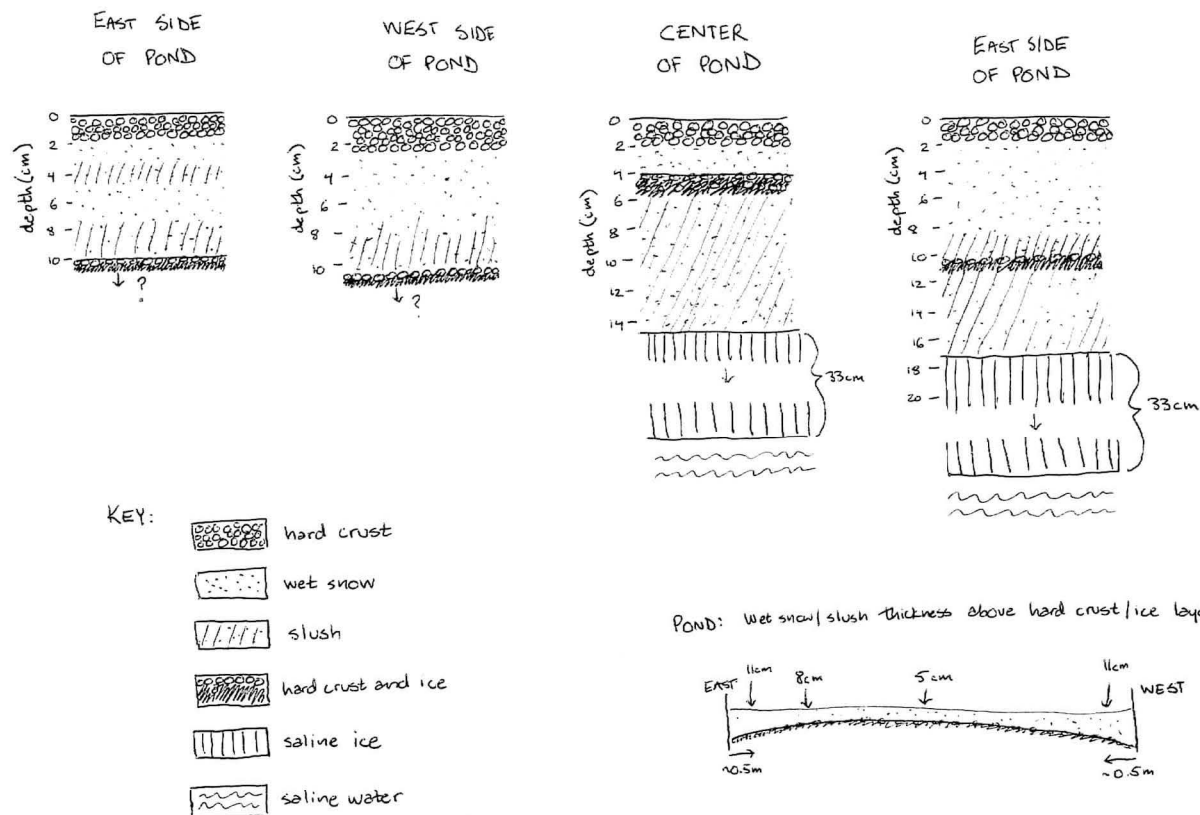 EAST SIDE
OF POND
depth (cm)
0
2
4
6
8
10
?
WEST SIDE
OF POND
depth (cm)
0
2
4
6
8
10
?
CENTER
OF POND
depth (cm)
0
2
4
6
8
10
12
14
33cm
EAST SIDE
OF POND
depth (cm)
0
2
4
6
8
10
12
14
16
18
20
33cm
KEY:
hard crust
wet snow
slush
hard crust and ice
saline ice
saline water
POND: Wet snow/slush thickness above hard crust/ice
EAST
11cm
8cm
5cm
11cm
WEST
~0.5m
~0.5m